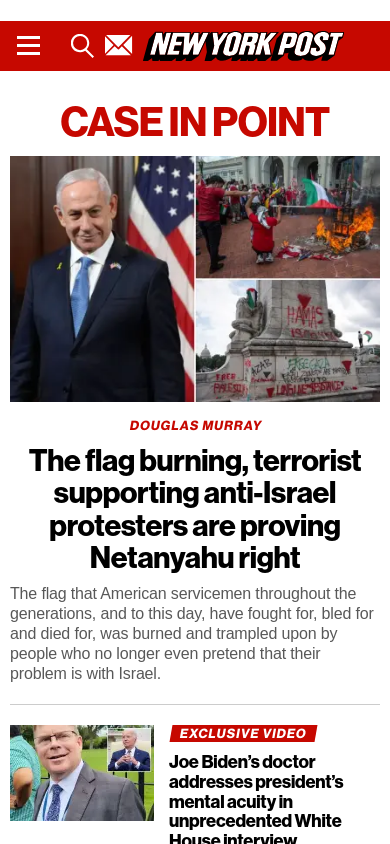 NEW YORK POST
CASE IN POINT
HAMAS
DOUGLAS MURRAY
The flag burning, terrorist
supporting anti-Israel
protesters are proving
Netanyahu right
The flag that American servicemen throughout the
generations, and to this day, have fought for, bled for
and died for, was burned and trampled upon by
people who no longer even pretend that their
problem is with Israel.
EXCLUSIVE VIDEO
Joe Biden’s doctor
addresses president’s
mental acuity in
unprecedented White
House interview